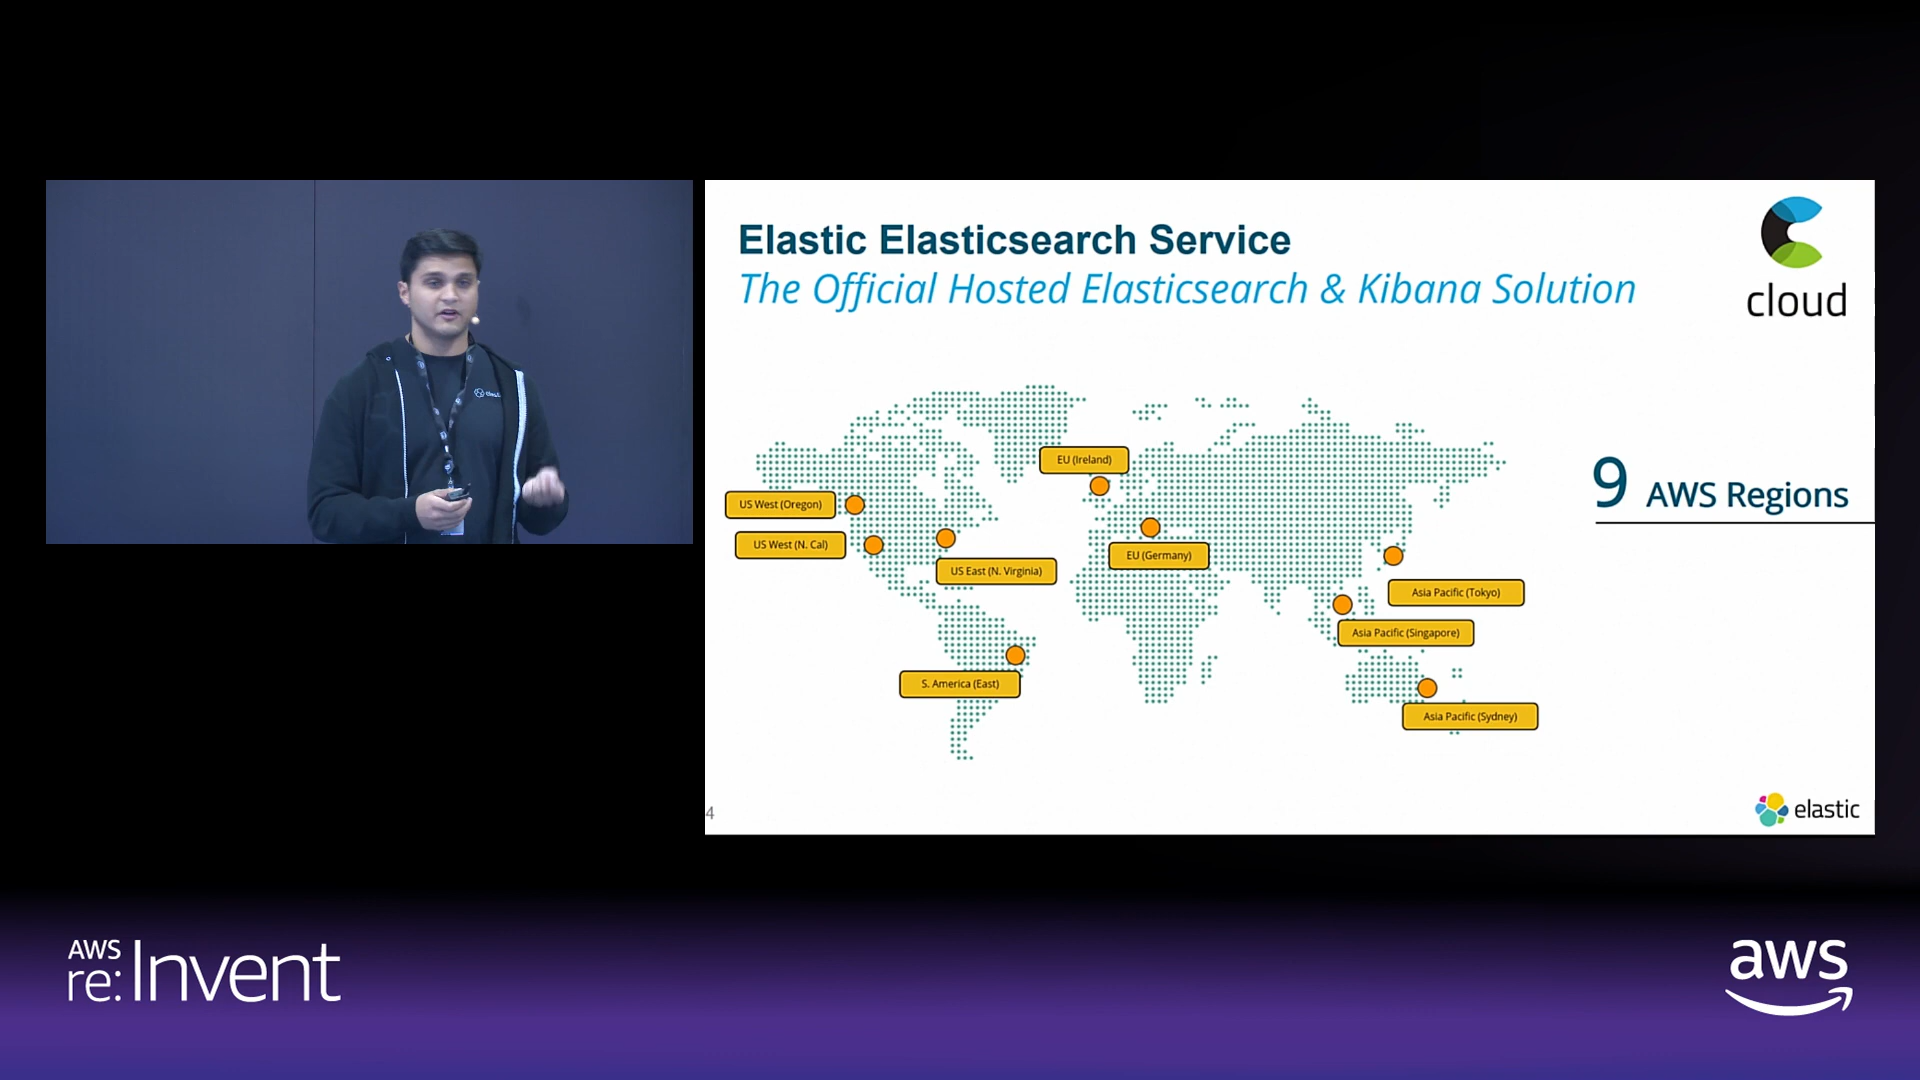 Elastic Elasticsearch Service
The Official Hosted Elasticsearch & Kibana Solution
cloud
EU (Ireland)
9 AWS Regions
US West (Oregon)
US West (N. Cal)
US East (N. Virginia)
EU (Germany)
Asia Pacific (Tokyo)
Asia Pacific (Singapore)
S. America (East)
Asia Pacific (Sydney)
4
elastic
AWS
re:Invent
aws